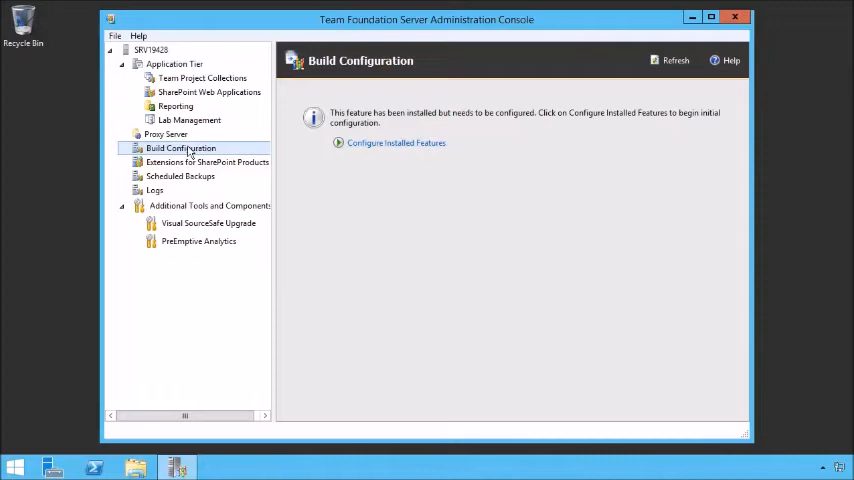 Team Foundation Server Administration Console
Recycle Bin
File Help
SRV19428
Application Tier
Team Project Collections
SharePoint Web Applications
Reporting
Lab Management
Proxy Server
Build Configuration
Extensions for SharePoint Products
Scheduled Backups
Logs
Additional Tools and Components
Visual SourceSafe Upgrade
PreEmptive Analytics
Build Configuration
Refresh
Help
This feature has been installed but needs to be configured. Click on Configure Installed Features to begin initial
configuration.
Configure Installed Features